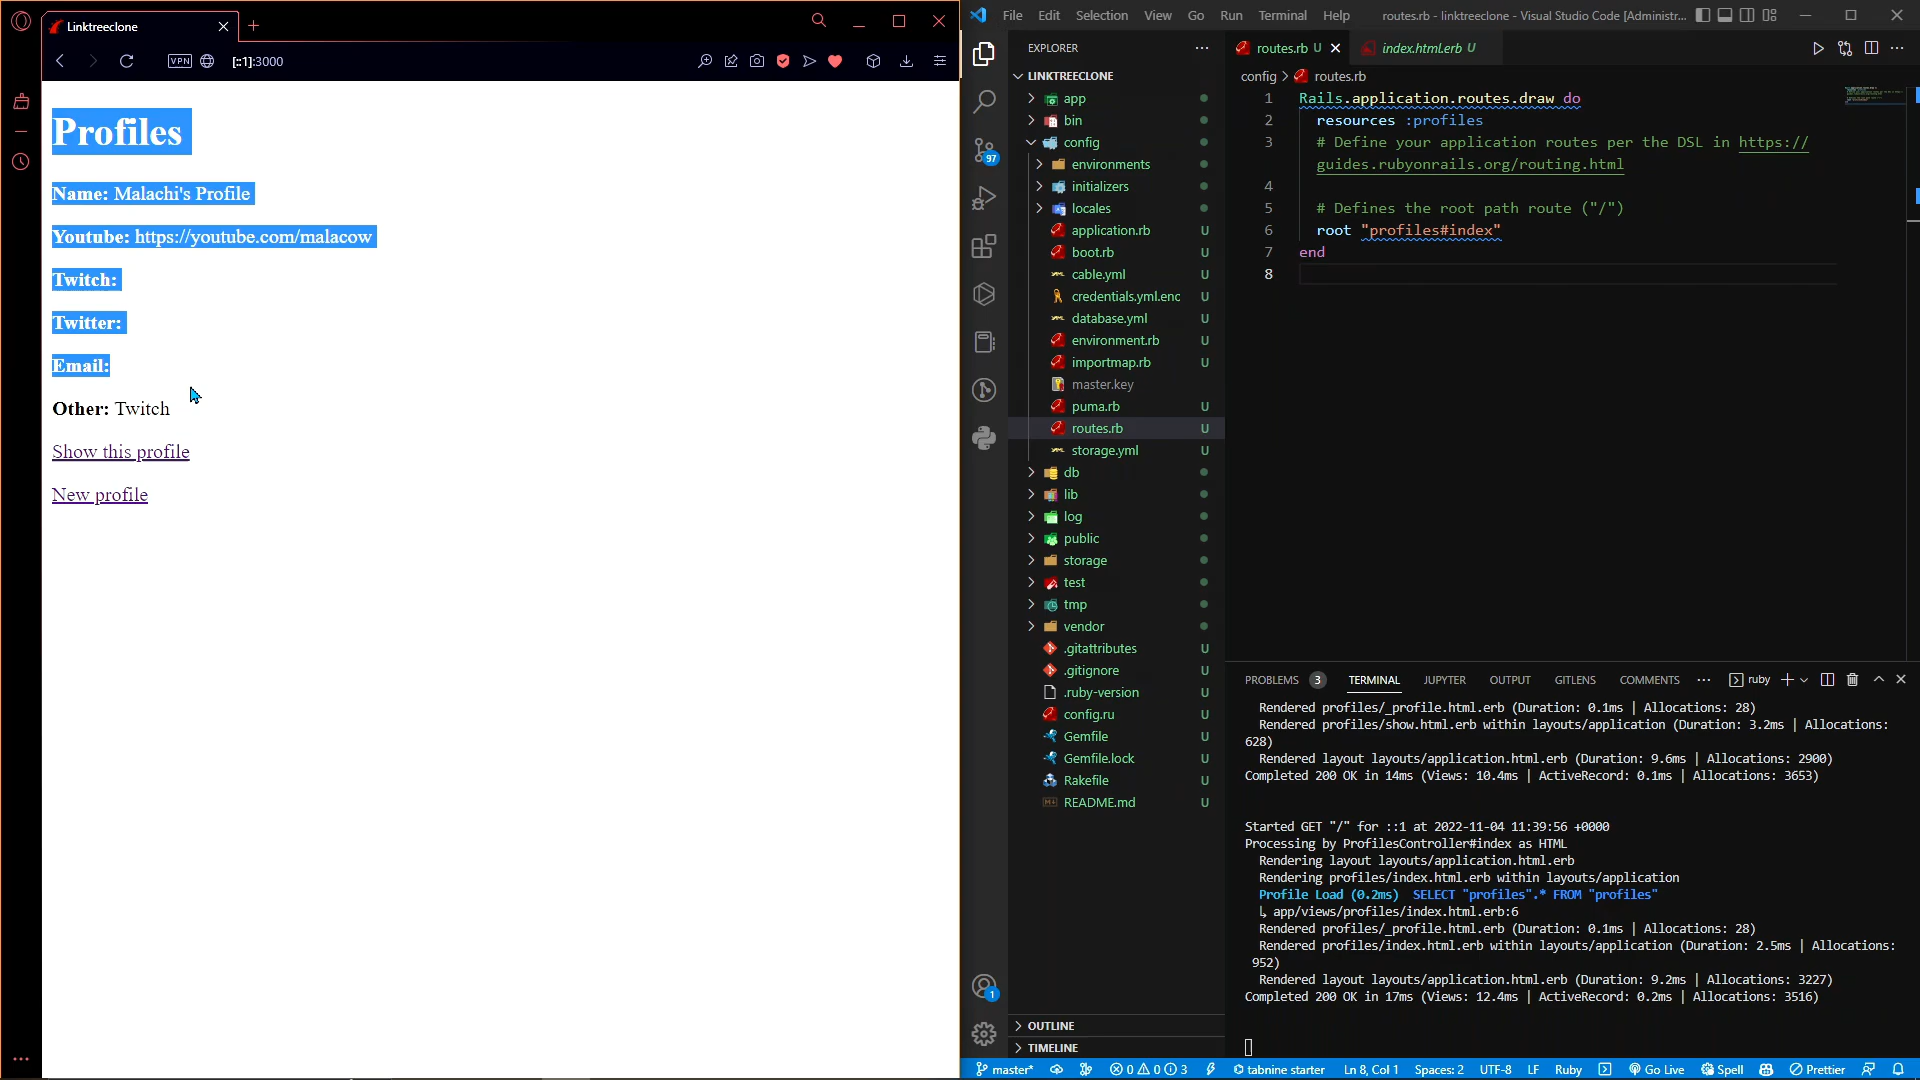 Linktreeclone
VPN
[::1]:3000
Profiles
Name: Malachi's Profile
Youtube: https://youtube.com/malacow
Twitch:
Twitter:
Email:
Other: Twitch
Show this profile
New profile
File Edit Selection View Go Run Terminal Help
routes.rb - linktreeclone - Visual Studio Code [Administr...
EXPLORER
LINKTREECLONE
app
bin
config
environments
initializers
locales
application.rb U
boot.rb U
cable.yml U
credentials.yml.enc U
database.yml U
environment.rb U
importmap.rb U
master.key
puma.rb U
routes.rb U
storage.yml U
db
lib
log
public
storage
test
tmp
vendor
.gitattributes U
.gitignore U
.ruby-version U
config.ru U
Gemfile U
Gemfile.lock U
Rakefile U
README.md U
OUTLINE
TIMELINE
97
1
routes.rb U
index.html.erb U
config > routes.rb
1 Rails.application.routes.draw do
2 resources :profiles
3 # Define your application routes per the DSL in https://
guides.rubyonrails.org/routing.html
4
5 # Defines the root path route ("/")
6 root "profiles#index"
7 end
8
PROBLEMS 3 TERMINAL JUPYTER OUTPUT GITLENS COMMENTS ... ruby
Rendered profiles/_profile.html.erb (Duration: 0.1ms | Allocations: 28)
Rendered profiles/show.html.erb within layouts/application (Duration: 3.2ms | Allocations:
628)
Rendered layout layouts/application.html.erb (Duration: 9.6ms | Allocations: 2900)
Completed 200 OK in 14ms (Views: 10.4ms | ActiveRecord: 0.1ms | Allocations: 3653)
Started GET "/" for ::1 at 2022-11-04 11:39:56 +0000
Processing by ProfilesController#index as HTML
Rendering layout layouts/application.html.erb
Rendering profiles/index.html.erb within layouts/application
Profile Load (0.2ms) SELECT "profiles".* FROM "profiles"
↳ app/views/profiles/index.html.erb:6
Rendered profiles/_profile.html.erb (Duration: 0.1ms | Allocations: 28)
Rendered profiles/index.html.erb within layouts/application (Duration: 2.5ms | Allocations:
952)
Rendered layout layouts/application.html.erb (Duration: 9.2ms | Allocations: 3227)
Completed 200 OK in 17ms (Views: 12.4ms | ActiveRecord: 0.2ms | Allocations: 3516)
master* 0 0 3 tabnine starter Ln 8, Col 1 Spaces: 2 UTF-8 LF Ruby Go Live Spell Prettier